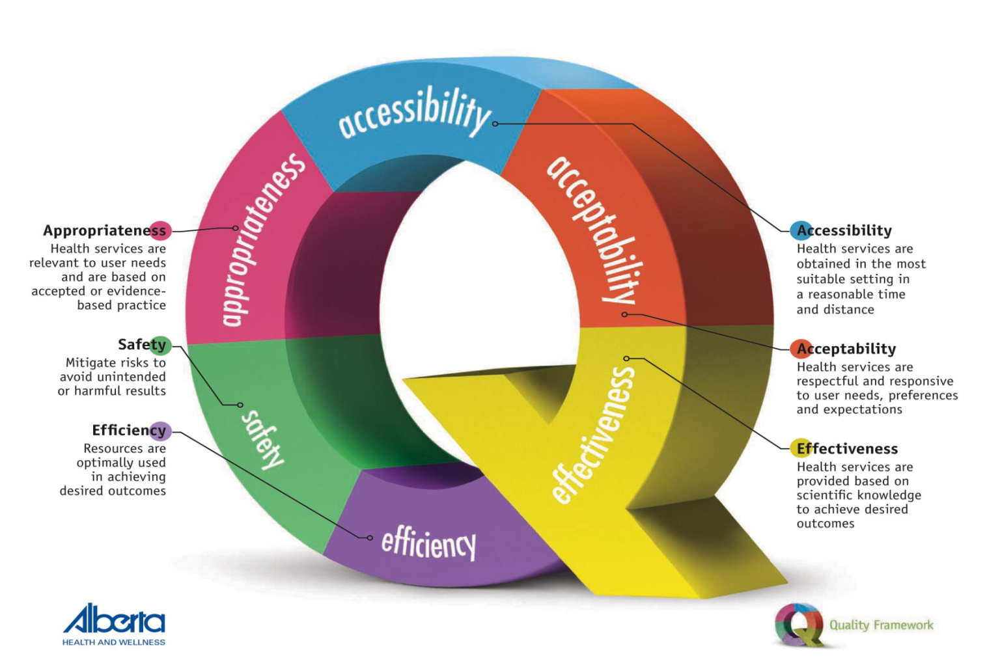 accessibility
acceptability
appropriateness
effectiveness
safety
efficiency
Appropriateness
Health services are
relevant to user needs
and are based on
accepted or evidence-
based practice
Safety
Mitigate risks to
avoid unintended
or harmful results
Efficiency
Resources are
optimally used
in achieving
desired outcomes
Accessibility
Health services are
obtained in the most
suitable setting in
a reasonable time
and distance
Acceptability
Health services are
respectful and responsive
to user needs, preferences
and expectations
Effectiveness
Health services are
provided based on
scientific knowledge
to achieve desired
outcomes
Alberta
HEALTH AND WELLNESS
Quality Framework